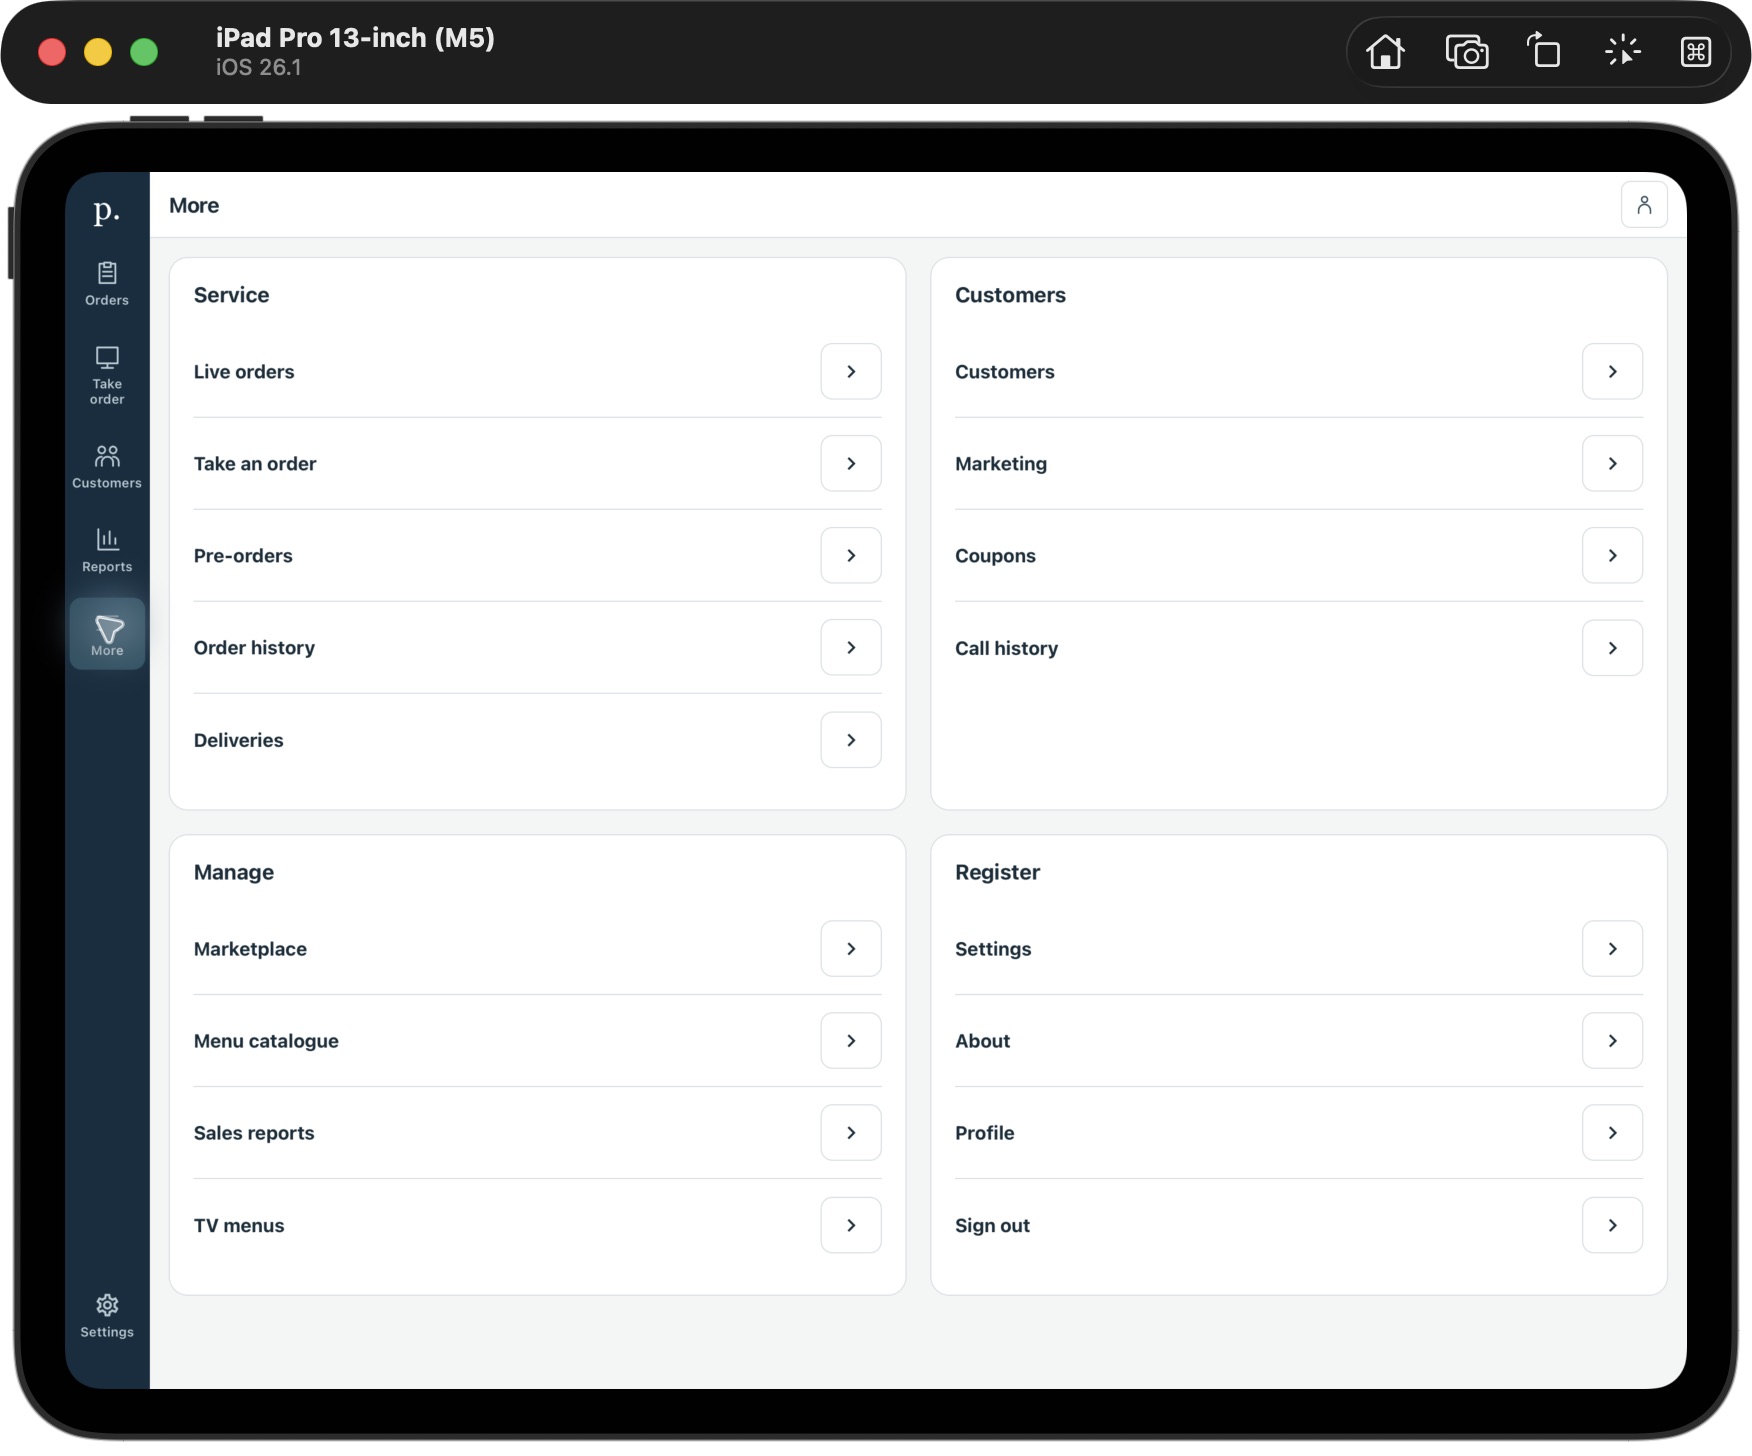 iPad Pro 13-inch (M5)
iOS 26.1
p.
Orders
Take
order
Customers
Reports
More
Settings
More
Service
Live orders
Take an order
Pre-orders
Order history
Deliveries
Customers
Customers
Marketing
Coupons
Call history
Manage
Marketplace
Menu catalogue
Sales reports
TV menus
Register
Settings
About
Profile
Sign out